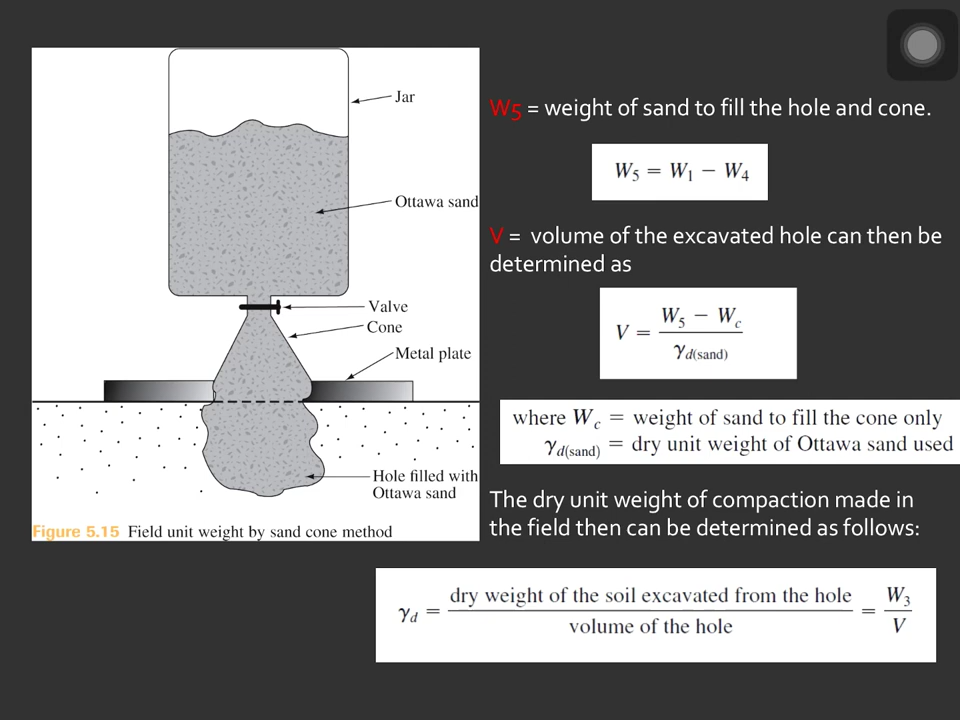 Jar
Ottawa sand
Valve
Cone
Metal plate
Hole filled with
Ottawa sand
Figure 5.15 Field unit weight by sand cone method
W5 = weight of sand to fill the hole and cone.
W₅ = W₁ − W₄
V = volume of the excavated hole can then be
determined as
V = (W₅ − W꜀) / γd(sand)
where Wc = weight of sand to fill the cone only
γd(sand) = dry unit weight of Ottawa sand used
The dry unit weight of compaction made in
the field then can be determined as follows:
γd = dry weight of the soil excavated from the hole / volume of the hole = W₃ / V